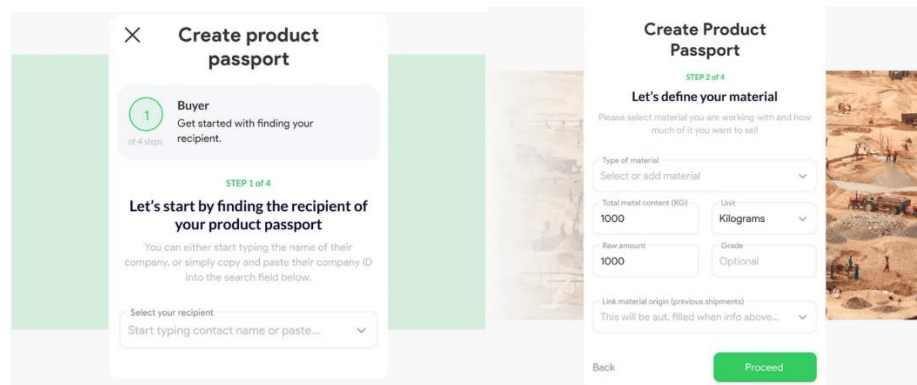 Create product
passport
1
of 4 steps
Buyer
Get started with finding your
recipient.
STEP 1 of 4
Let's start by finding the recipient of
your product passport
You can either start typing the name of their
company, or simply copy and paste their company ID
into the search field below.
Select your recipient
Start typing contact name or paste...
Create Product
Passport
STEP 2 of 4
Let's define your material
Please select material you are working with and how
much of it you want to sell
Type of material
Select or add material
Total metal content (KG)
1000
Unit
Kilograms
Raw amount
1000
Grade
Optional
Link material origin (previous shipments)
This will be aut. filled when info above...
Back
Proceed